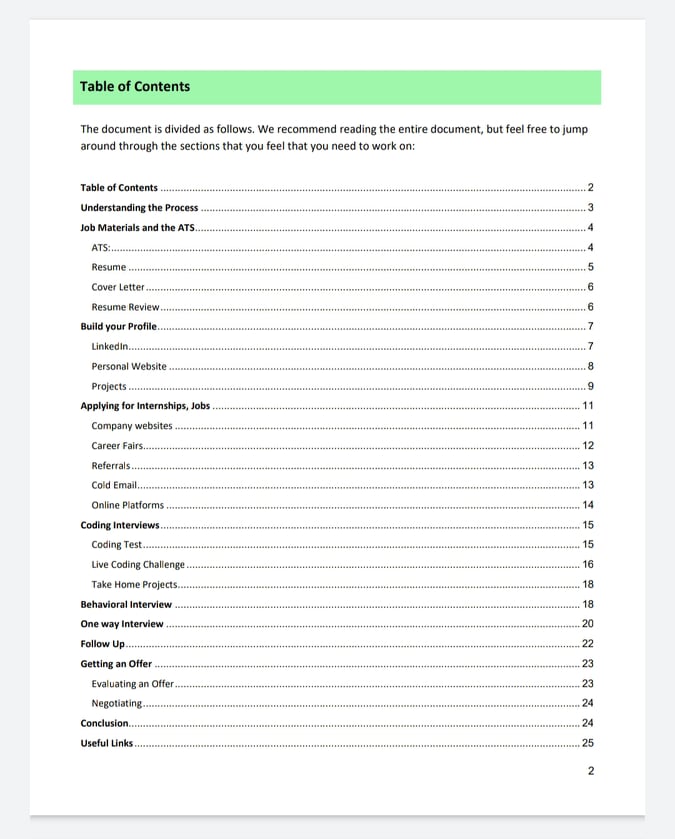 Table of Contents
The document is divided as follows. We recommend reading the entire document, but feel free to jump
around through the sections that you feel that you need to work on:
Table of Contents ........ 2
Understanding the Process ........ 3
Job Materials and the ATS ........ 4
ATS: ........ 4
Resume ........ 5
Cover Letter ........ 6
Resume Review ........ 6
Build your Profile ........ 7
LinkedIn ........ 7
Personal Website ........ 8
Projects ........ 9
Applying for Internships, Jobs ........ 11
Company websites ........ 11
Career Fairs ........ 12
Referrals ........ 13
Cold Email ........ 13
Online Platforms ........ 14
Coding Interviews ........ 15
Coding Test ........ 15
Live Coding Challenge ........ 16
Take Home Projects ........ 18
Behavioral Interview ........ 18
One way Interview ........ 20
Follow Up ........ 22
Getting an Offer ........ 23
Evaluating an Offer ........ 23
Negotiating ........ 24
Conclusion ........ 24
Useful Links ........ 25
2